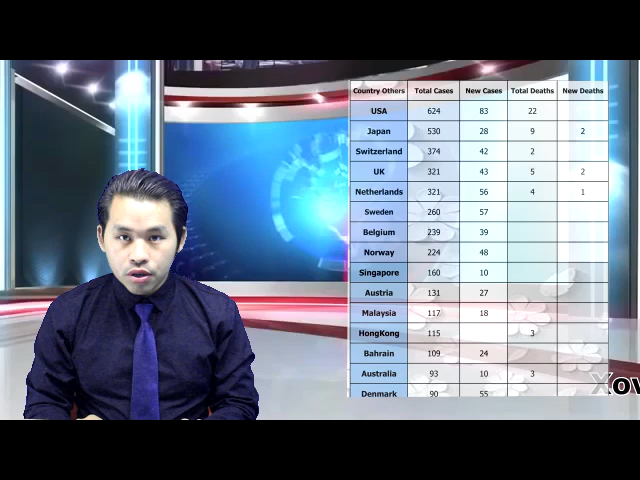 Country Others Total Cases New Cases Total Deaths New Deaths
USA 624 83 22
Japan 530 28 9 2
Switzerland 374 42 2
UK 321 43 5 2
Netherlands 321 56 4 1
Sweden 260 57
Belgium 239 39
Norway 224 48
Singapore 160 10
Austria 131 27
Malaysia 117 18
HongKong 115 3
Bahrain 109 24
Australia 93 10 3
Denmark 90 55
Xov